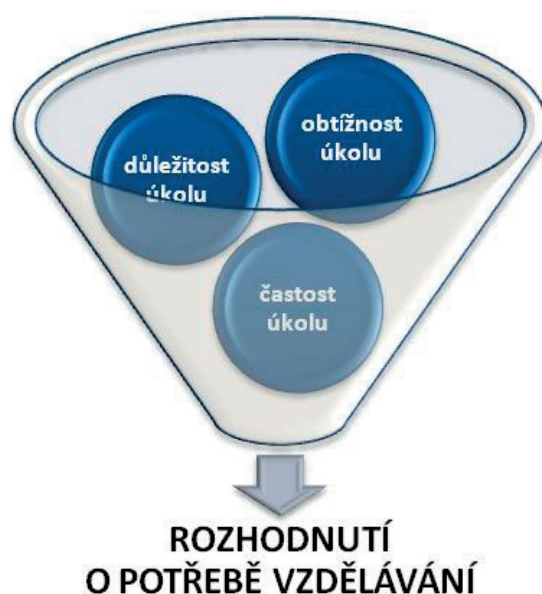 důležitost
úkolu
obtížnost
úkolu
častost
úkolu
ROZHODNUTÍ
O POTŘEBĚ VZDĚLÁVÁNÍ